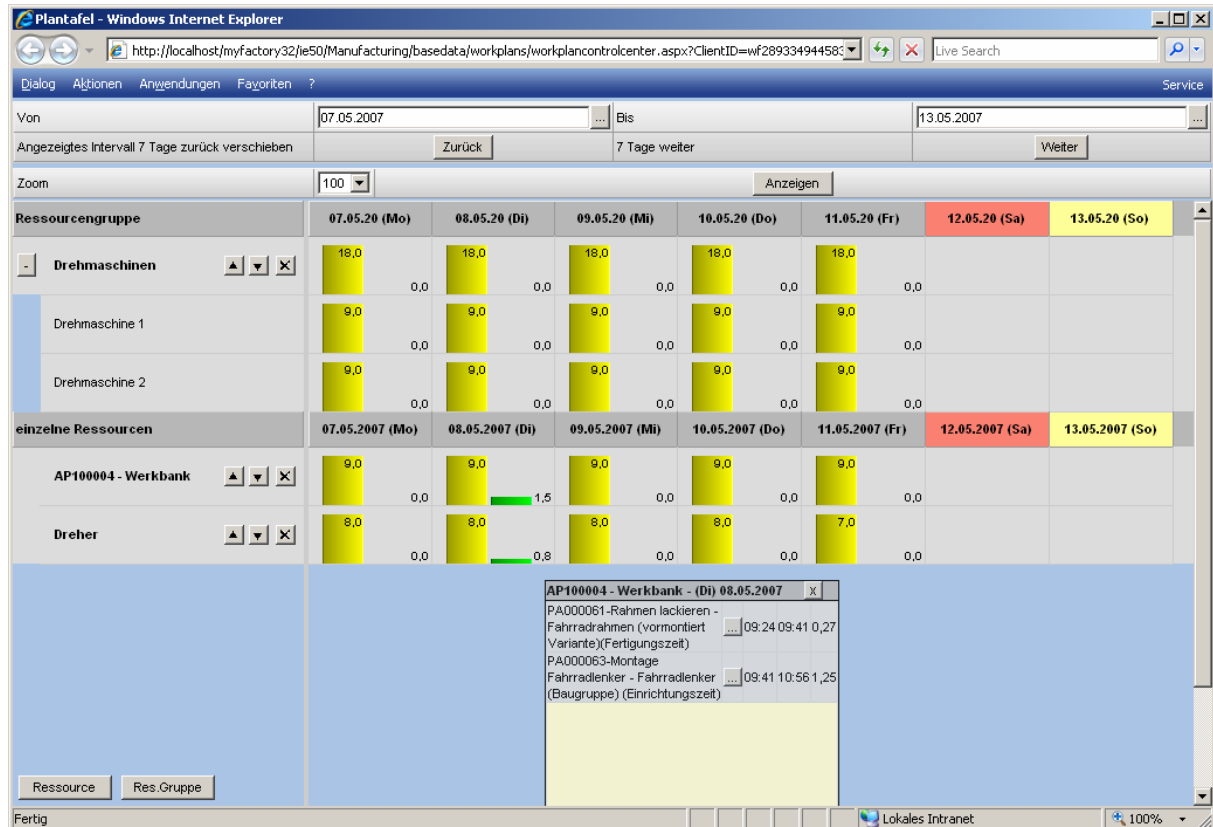 Plantafel - Windows Internet Explorer
http://localhost/myfactory32/ie50/Manufacturing/basedata/workplans/workplancontrolcenter.aspx?ClientID=wf28933494458
Live Search
Dialog Aktionen Anwendungen Favoriten ? Service
Von 07.05.2007 ... Bis 13.05.2007 ...
Angezeigtes Intervall 7 Tage zurück verschieben Zurück 7 Tage weiter Weiter
Zoom 100 Anzeigen
Ressourcengruppe 07.05.20 (Mo) 08.05.20 (Di) 09.05.20 (Mi) 10.05.20 (Do) 11.05.20 (Fr) 12.05.20 (Sa) 13.05.20 (So)
18,0 18,0 18,0 18,0 18,0
- Drehmaschinen X
0,0 0,0 0,0 0,0 0,0
9,0 9,0 9,0 9,0 9,0
Drehmaschine 1
0,0 0,0 0,0 0,0 0,0
9,0 9,0 9,0 9,0 9,0
Drehmaschine 2
0,0 0,0 0,0 0,0 0,0
einzelne Ressourcen 07.05.2007 (Mo) 08.05.2007 (Di) 09.05.2007 (Mi) 10.05.2007 (Do) 11.05.2007 (Fr) 12.05.2007 (Sa) 13.05.2007 (So)
9,0 9,0 9,0 9,0 9,0
AP100004 - Werkbank X
0,0 1,5 0,0 0,0 0,0
8,0 8,0 8,0 8,0 7,0
Dreher X
0,0 0,8 0,0 0,0 0,0
AP100004 - Werkbank - (Di) 08.05.2007 X
PA000061-Rahmen lackieren -
Fahrradrahmen (vormontiert ... 09:24 09:41 0,27
Variante)(Fertigungszeit)
PA000063-Montage
Fahrradlenker - Fahrradlenker ... 09:41 10:56 1,25
(Baugruppe) (Einrichtungszeit)
Ressource Res.Gruppe
Fertig Lokales Intranet 100%